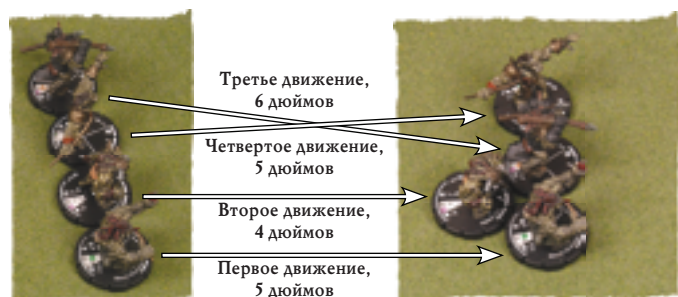 Третье движение,
6 дюймов
Четвертое движение,
5 дюймов
Второе движение,
4 дюймов
Первое движение,
5 дюймов